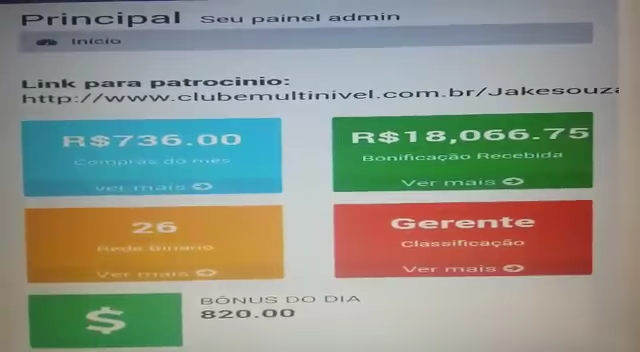 Principal Seu painel admin
Início
Link para patrocinio:
http://www.clubemultinivel.com.br/Jakesouza
R$736.00
Compras do mes
Ver mais
R$18,066.75
Bonificação Recebida
Ver mais
26
Rede Binario
Ver mais
Gerente
Classificação
Ver mais
$
BÔNUS DO DIA
820.00